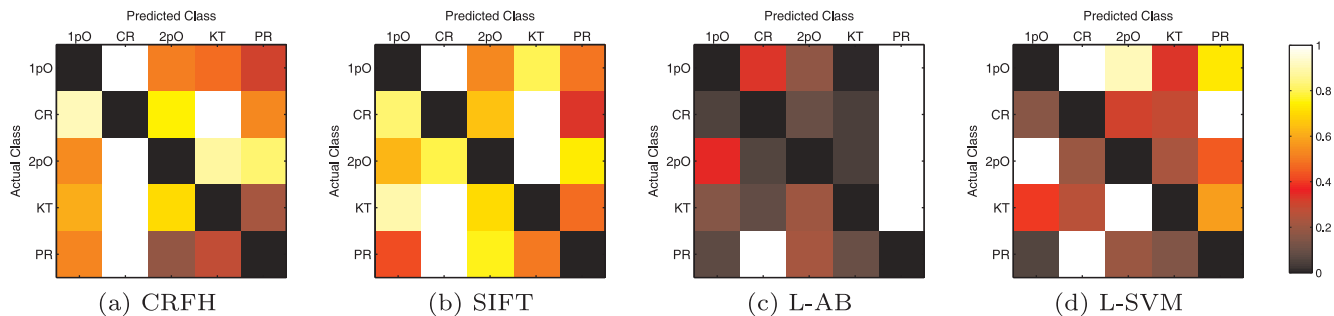 Predicted Class
1pO CR 2pO KT PR
Actual Class
1pO
CR
2pO
KT
PR
(a) CRFH
Predicted Class
1pO CR 2pO KT PR
Actual Class
1pO
CR
2pO
KT
PR
(b) SIFT
Predicted Class
1pO CR 2pO KT PR
Actual Class
1pO
CR
2pO
KT
PR
(c) L-AB
Predicted Class
1pO CR 2pO KT PR
Actual Class
1pO
CR
2pO
KT
PR
(d) L-SVM
1
0.8
0.6
0.4
0.2
0